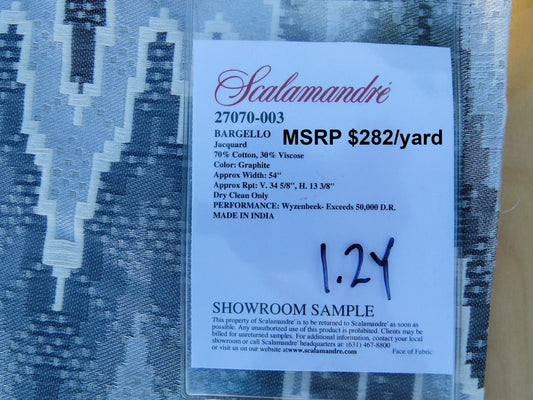 Scalamandré
27070-003
BARGELLO MSRP $282/yard
Jacquard
70% Cotton, 30% Viscose
Color: Graphite
Approx Width: 54"
Approx Rpt: V. 34 5/8", H. 13 3/8"
Dry Clean Only
PERFORMANCE: Wyzenbeek- Exceeds 50,000 D.R.
MADE IN INDIA
1.2Y
SHOWROOM SAMPLE
This property of Scalamandre' is to be returned to Scalamandre' as soon as
possible. Any unauthorized use of this product is prohibited. Clients may be
billed for unreturned samples. For additional information, contact your local
showroom or call Scalamandre' headquarters at: (631) 467-8800
or visit us on our website at www.scalamandre.com Face of Fabric